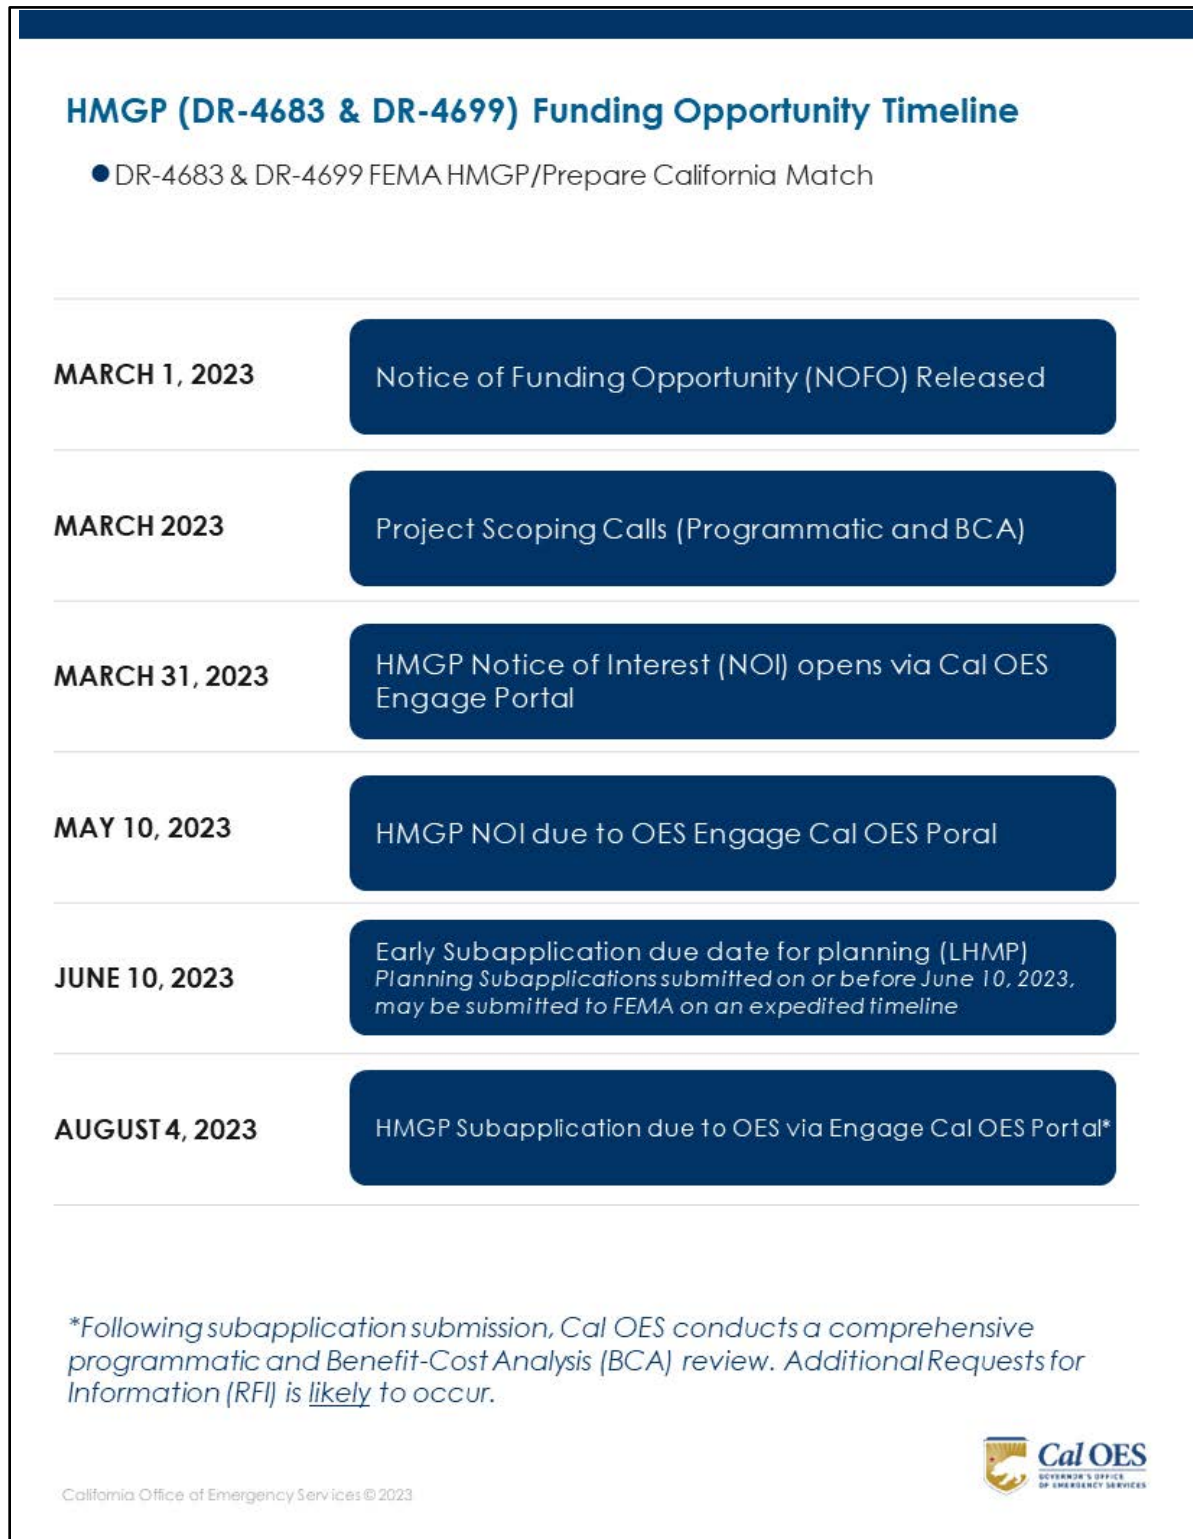 HMGP (DR-4683 & DR-4699) Funding Opportunity Timeline
● DR-4683 & DR-4699 FEMA HMGP/Prepare California Match
MARCH 1, 2023
Notice of Funding Opportunity (NOFO) Released
MARCH 2023
Project Scoping Calls (Programmatic and BCA)
MARCH 31, 2023
HMGP Notice of Interest (NOI) opens via Cal OES
Engage Portal
MAY 10, 2023
HMGP NOI due to OES Engage Cal OES Poral
JUNE 10, 2023
Early Subapplication due date for planning (LHMP)
Planning Subapplications submitted on or before June 10, 2023,
may be submitted to FEMA on an expedited timeline
AUGUST 4, 2023
HMGP Subapplication due to OES via Engage Cal OES Portal*
*Following subapplication submission, Cal OES conducts a comprehensive
programmatic and Benefit-Cost Analysis (BCA) review. Additional Requests for
Information (RFI) is likely to occur.
Cal OES
GOVERNOR'S OFFICE
OF EMERGENCY SERVICES
California Office of Emergency Services © 2023